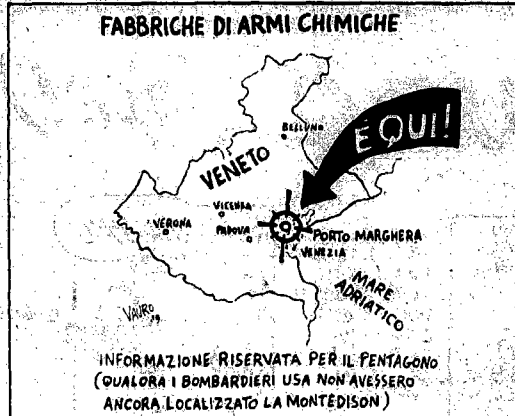 FABBRICHE DI ARMI CHIMICHE
È QUI!
BELLUNO
VENETO
VICENZA
VERONA
PADOVA
PORTO MARGHERA
VENEZIA
MARE
ADRIATICO
VAURO
INFORMAZIONE RISERVATA PER IL PENTAGONO
(QUALORA I BOMBARDIERI USA NON AVESSERO
ANCORA LOCALIZZATO LA MONTEDISON)